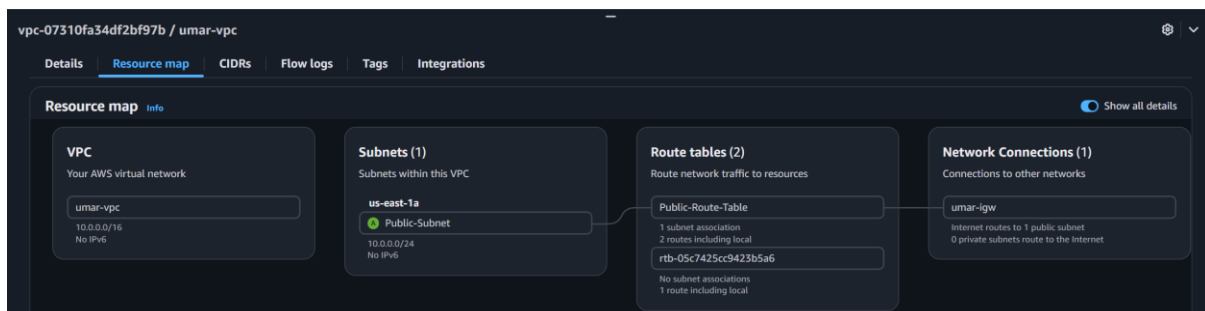 vpc-07310fa34df2bf97b / umar-vpc
Details
Resource map
CIDRs
Flow logs
Tags
Integrations
Resource map Info
Show all details
VPC
Your AWS virtual network
umar-vpc
10.0.0.0/16
No IPv6
Subnets (1)
Subnets within this VPC
us-east-1a
A Public-Subnet
10.0.0.0/24
No IPv6
Route tables (2)
Route network traffic to resources
Public-Route-Table
1 subnet association
2 routes including local
rtb-05c7425cc9423b5a6
No subnet associations
1 route including local
Network Connections (1)
Connections to other networks
umar-igw
Internet routes to 1 public subnet
0 private subnets route to the Internet